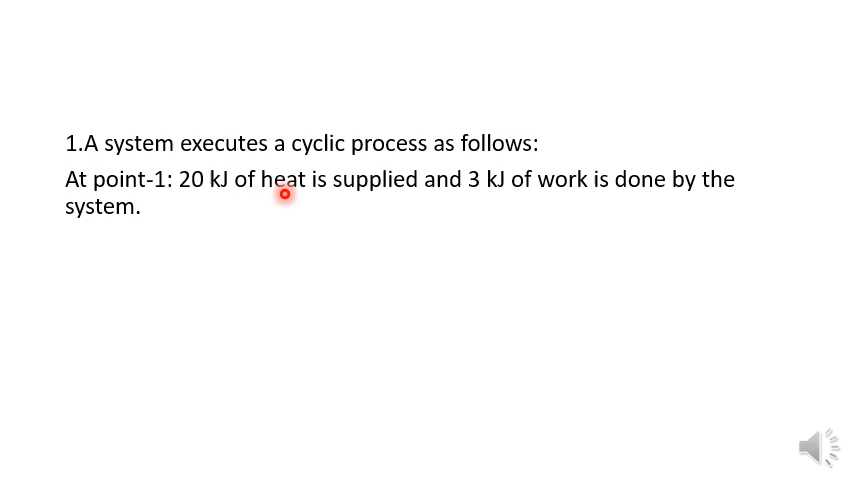 1.A system executes a cyclic process as follows:
At point-1: 20 kJ of heat is supplied and 3 kJ of work is done by the
system.